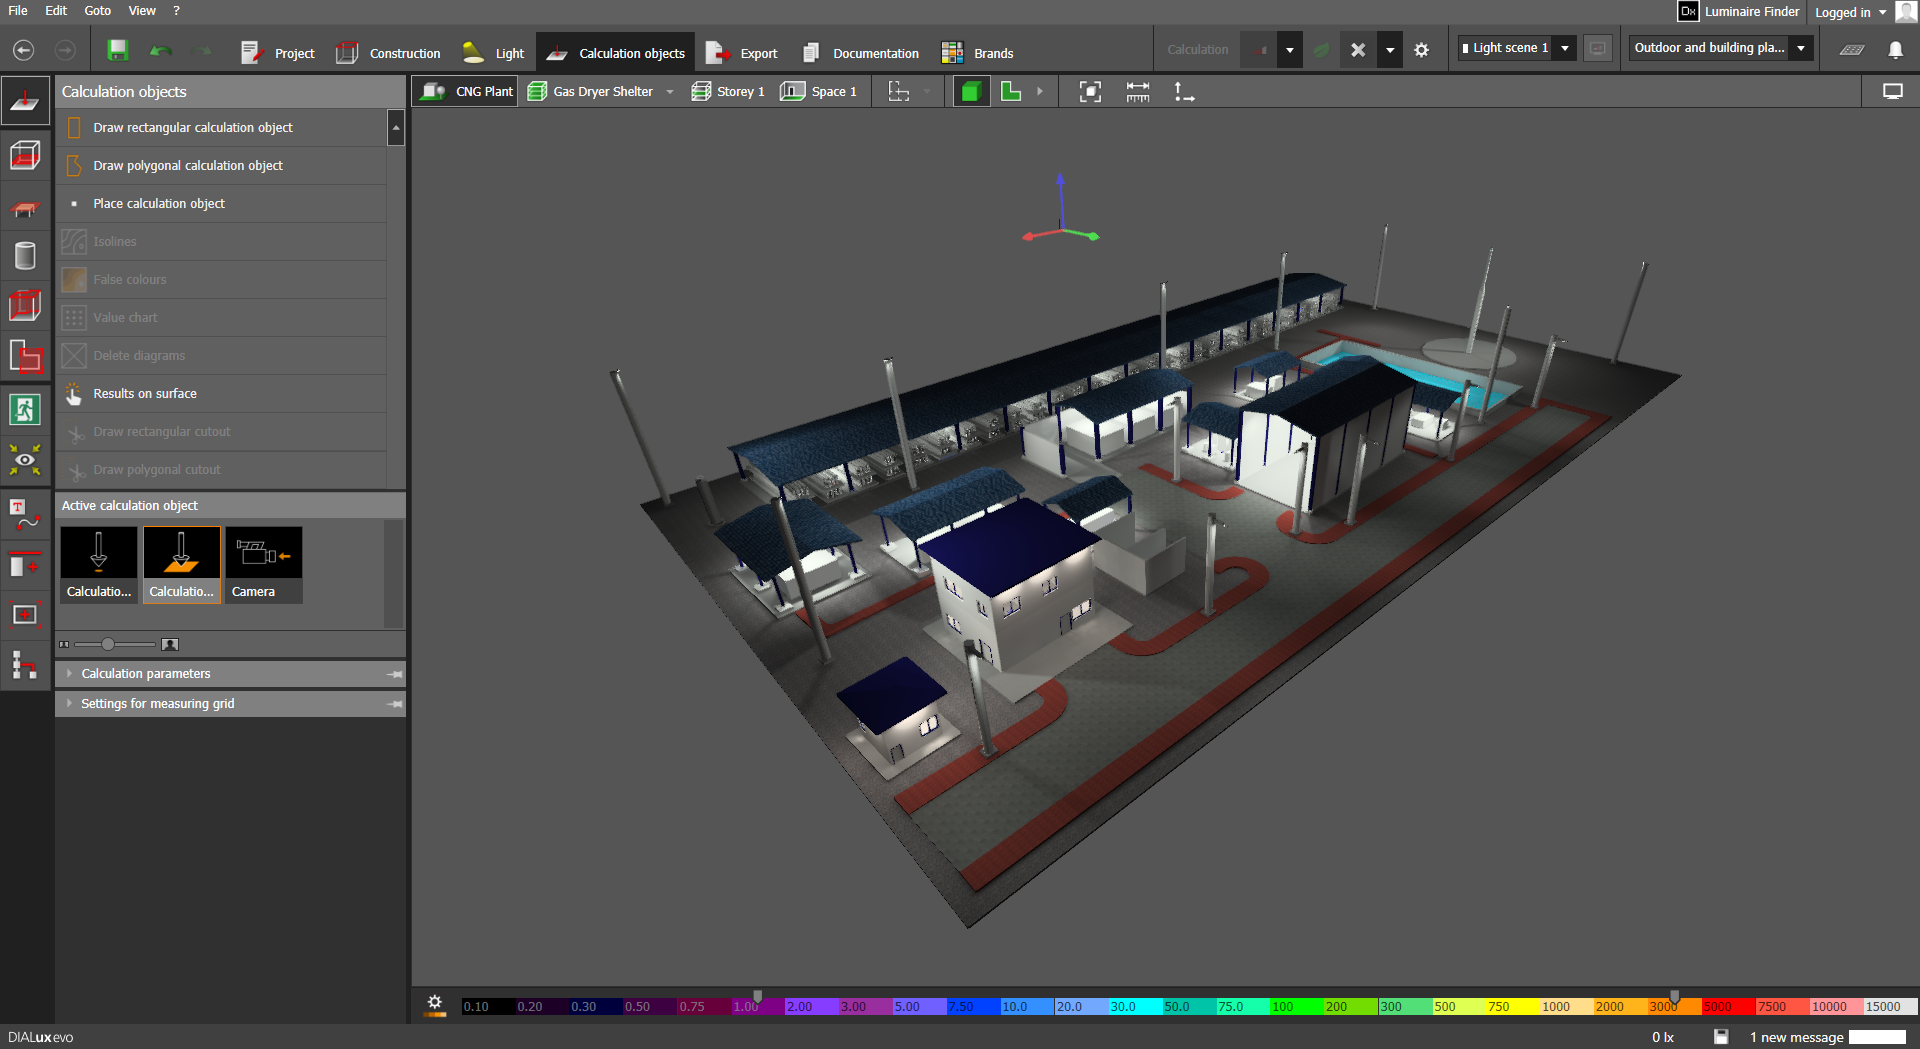 File Edit Goto View ?
Luminaire Finder Logged in
Project Construction Light Calculation objects Export Documentation Brands Calculation Light scene 1 Outdoor and building pla...
Calculation objects
CNG Plant Gas Dryer Shelter Storey 1 Space 1
Draw rectangular calculation object
Draw polygonal calculation object
Place calculation object
Isolines
False colours
Value chart
Delete diagrams
Results on surface
Draw rectangular cutout
Draw polygonal cutout
Active calculation object
Calculatio... Calculatio... Camera
Calculation parameters
Settings for measuring grid
0.10 0.20 0.30 0.50 0.75 1.00 2.00 3.00 5.00 7.50 10.0 20.0 30.0 50.0 75.0 100 200 300 500 750 1000 2000 3000 5000 7500 10000 15000
DIALux evo 0 lx 1 new message